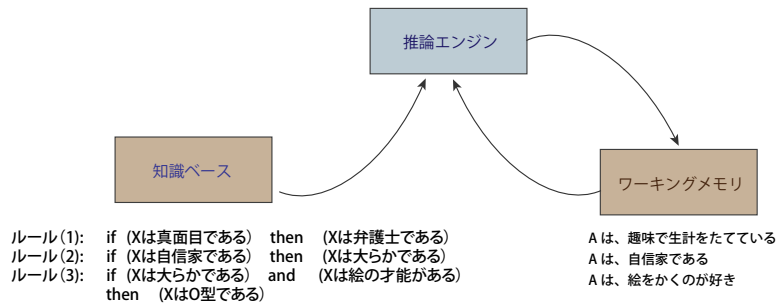 推論エンジン
知識ベース
ワーキングメモリ
ルール(1): if (Xは真面目である) then (Xは弁護士である)
ルール(2): if (Xは自信家である) then (Xは大らかである)
ルール(3): if (Xは大らかである) and (Xは絵の才能がある)
then (XはO型である)
A は、趣味で生計をたてている
A は、自信家である
A は、絵をかくのが好き